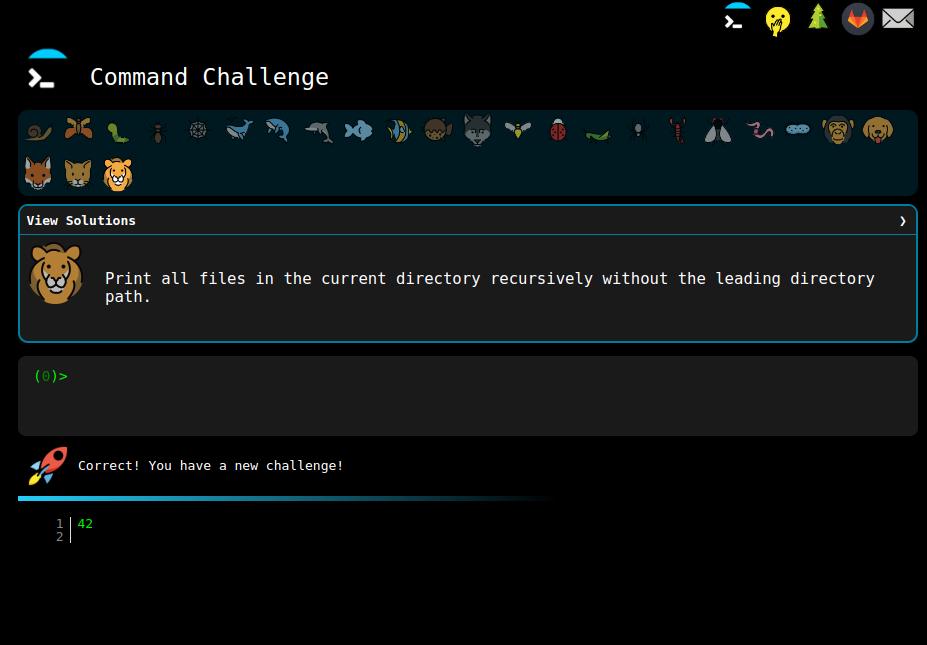 Command Challenge
View Solutions ❯
Print all files in the current directory recursively without the leading directory
path.
(0)>
Correct! You have a new challenge!
1 42
2